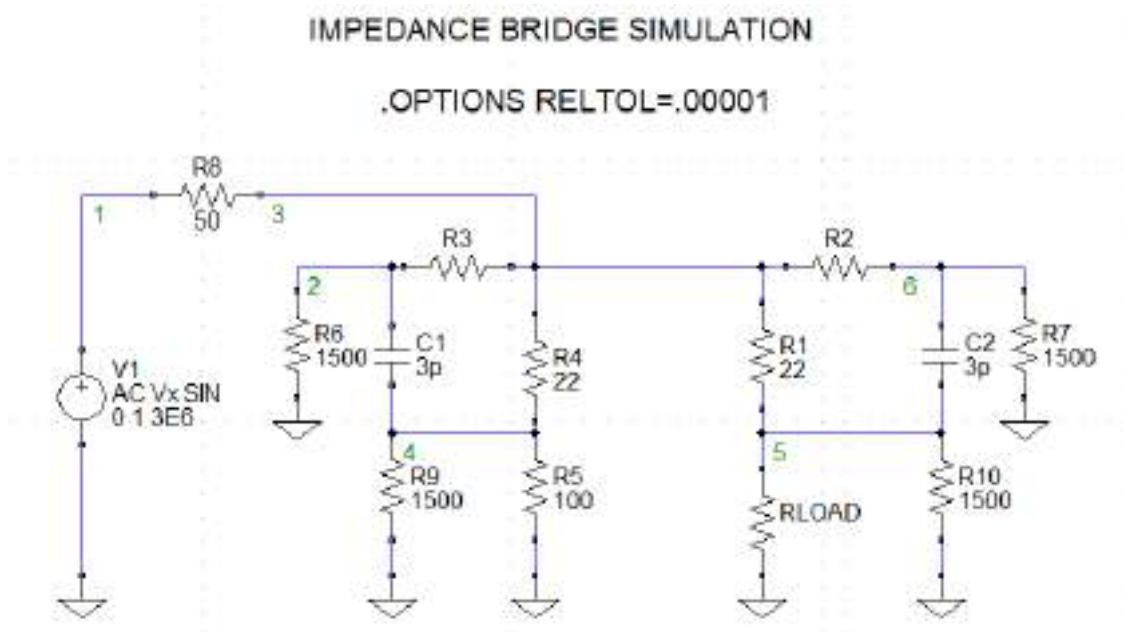 IMPEDANCE BRIDGE SIMULATION
.OPTIONS RELTOL=.00001
R8
1
50
3
R3
R2
2
6
R6
1500
C1
3p
R4
22
R1
22
C2
3p
R7
1500
V1
AC Vx SIN
0 1 3E6
4
5
R9
1500
R5
100
RLOAD
R10
1500